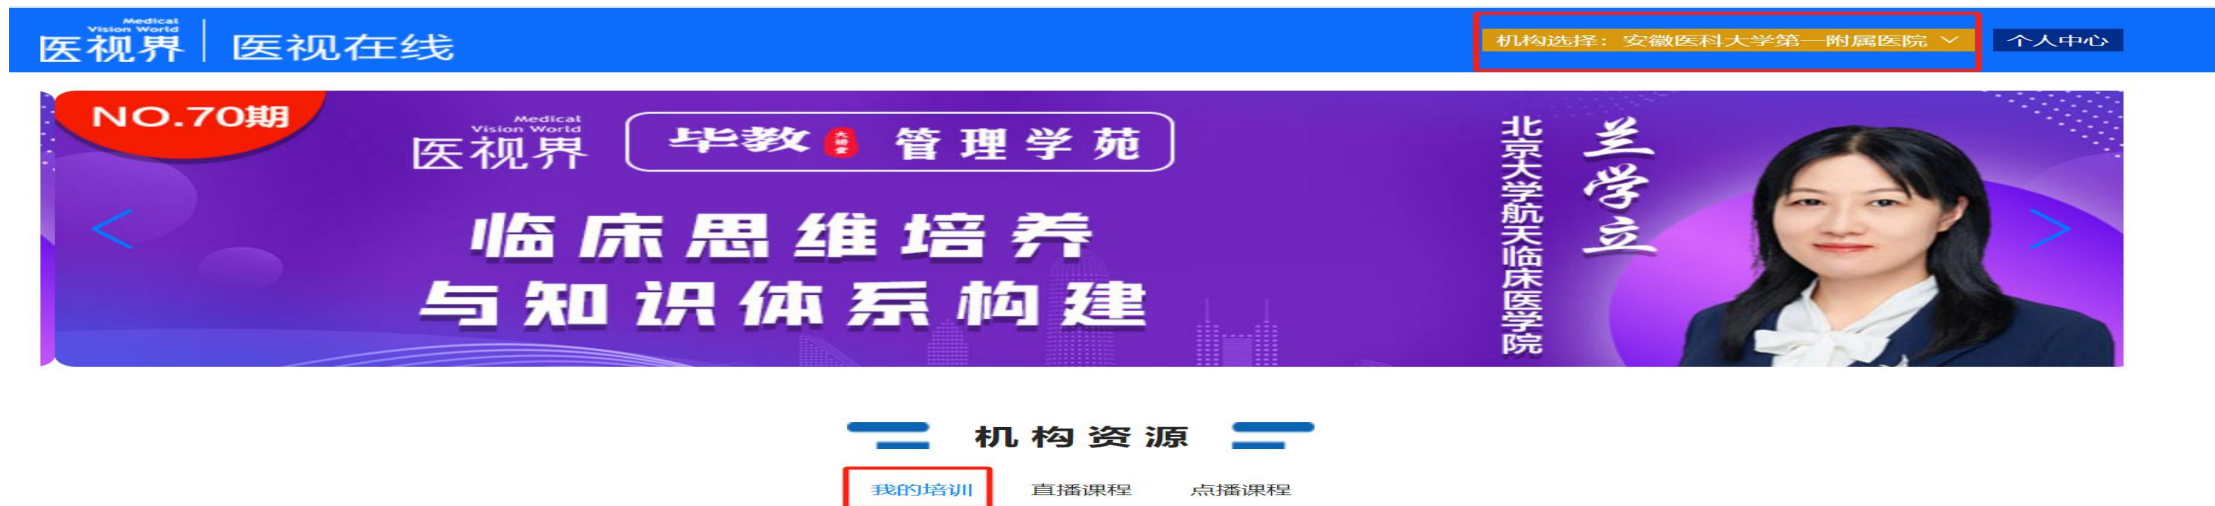 Medical
Vision World
医视界
医视在线
机构选择：安徽医科大学第一附属医院
个人中心
NO.70期
Medical
Vision World
医视界
毕教 大讲堂 管理学苑
临床思维培养
与知识体系构建
北京大学航天临床医学院
兰学立
机构资源
我的培训 直播课程 点播课程